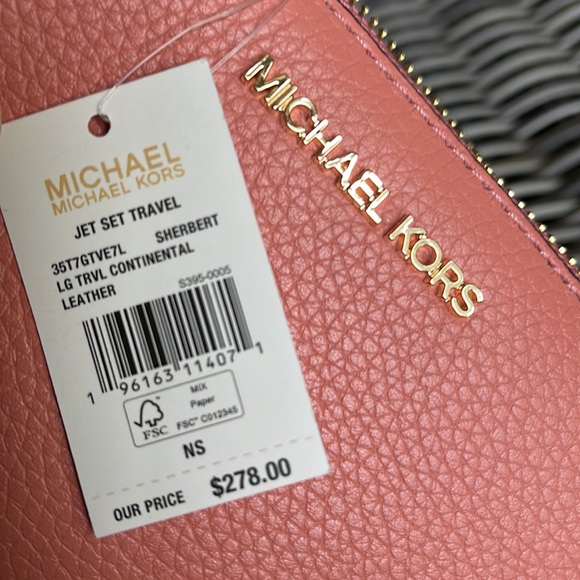 MICHAEL
MICHAEL KORS
JET SET TRAVEL
35T7GTVE7L SHERBERT
LG TRVL CONTINENTAL
LEATHER
S395-0005
1 96163 11407 1
MIX
Paper
FSC™ C012345
FSC
NS
OUR PRICE $278.00
MICHAEL KORS